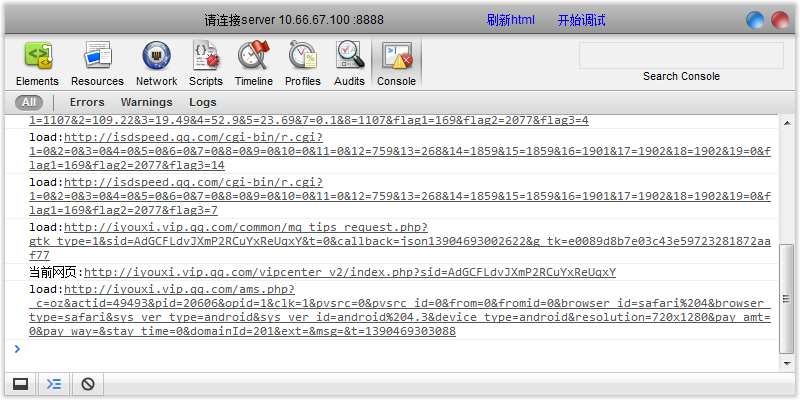 请连接server 10.66.67.100 :8888 刷新html 开始调试
Elements Resources Network Scripts Timeline Profiles Audits Console Search Console
All Errors Warnings Logs
1=1107&2=109.22&3=19.49&4=52.9&5=23.69&7=0.1&8=1107&flag1=169&flag2=2077&flag3=4
load:http://isdspeed.qq.com/cgi-bin/r.cgi?
1=0&2=0&3=0&4=0&5=0&6=0&7=0&8=0&9=0&10=0&11=0&12=759&13=268&14=1859&15=1859&16=1901&17=1902&18=1902&19=0&f
lag1=169&flag2=2077&flag3=14
load:http://isdspeed.qq.com/cgi-bin/r.cgi?
1=0&2=0&3=0&4=0&5=0&6=0&7=0&8=0&9=0&10=0&11=0&12=759&13=268&14=1859&15=1859&16=1901&17=1902&18=1902&19=0&f
lag1=169&flag2=2077&flag3=7
load:http://iyouxi.vip.qq.com/common/mq_tips_request.php?
gtk_type=1&sid=AdGCFLdvJXmP2RCuYxReUqxY&t=0&callback=json13904693002622&g_tk=e0089d8b7e03c43e59723281872aa
f77
当前网页:http://iyouxi.vip.qq.com/vipcenter_v2/index.php?sid=AdGCFLdvJXmP2RCuYxReUqxY
load:http://iyouxi.vip.qq.com/ams.php?
_c=oz&actid=49493&pid=20606&opid=1&clk=1&pvsrc=0&pvsrc_id=0&from=0&fromid=0&browser_id=safari%204&browser_
type=safari&sys_ver_type=android&sys_ver_id=android%204.3&device_type=android&resolution=720x1280&pay_amt=
0&pay_way=&stay_time=0&domainId=201&ext=&msg=&t=1390469303088